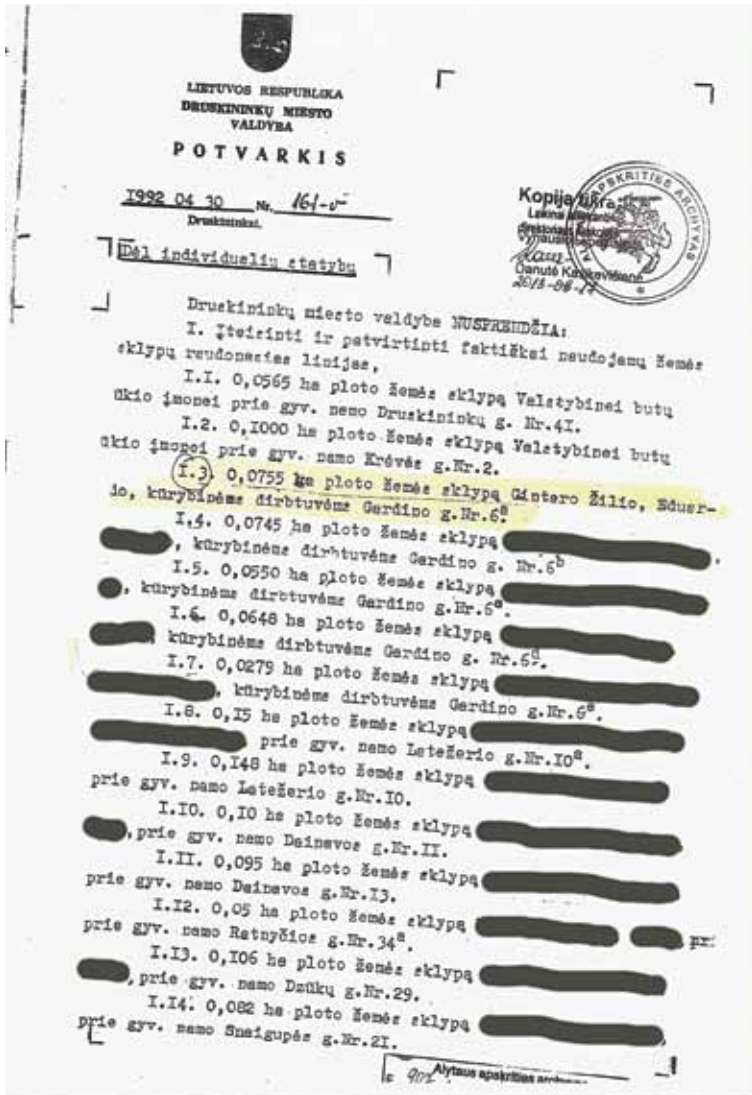 LIETUVOS RESPUBLIKA
DRUSKININKŲ MIESTO
VALDYBA
POTVARKIS
1992 04 30 Nr. 161-v
Druskininkai
Dėl individualių statybų
Kopija tikra
APSKRITIES ARCHYVAS
Danutė
2013-08-17
Druskininkų miesto valdyba NUSPRENDŽIA:
I. Įteisinti ir patvirtinti faktiškai naudojamų žemės
sklypų raudonąsias linijas,
I.I. 0,0565 ha ploto žemės sklypą Valstybinei butų
ūkio įmonei prie gyv. namo Druskininkų g. Nr.4I.
I.2. 0,I000 ha ploto žemės sklypą Valstybinei butų
ūkio įmonei prie gyv. namo Krėvės g.Nr.2.
I.3. 0,0755 ha ploto žemės sklypą Gintaro Žilio, Eduar-
do, kūrybinėms dirbtuvėms Gardino g.Nr.6ª.
I.4. 0,0745 ha ploto žemės sklypą
, kūrybinėms dirbtuvėms Gardino g. Nr.6ᵇ
I.5. 0,0550 ha ploto žemės sklypą
, kūrybinėms dirbtuvėms Gardino g.Nr.
I.6. 0,0648 ha ploto žemės sklypą
kūrybinėms dirbtuvėms Gardino g. Nr.
I.7. 0,0279 ha ploto žemės sklypą
, kūrybinėms dirbtuvėms Gardino g.Nr.
I.8. 0,I5 ha ploto žemės sklypą
prie gyv. namo Latežerio g.Nr.I0ª.
I.9. 0,I48 ha ploto žemės sklypą
prie gyv. namo Latežerio g.Nr.I0.
I.I0. 0,I0 ha ploto žemės sklypą
,prie gyv. namo Dainavos g.Nr.II.
I.II. 0,095 ha ploto žemės sklypą
prie gyv. namo Dainavos g.Nr.I3.
I.I2. 0,05 ha ploto žemės sklypą
prie gyv. namo Ratnyčios g.Nr.34ª.
I.I3. 0,I06 ha ploto žemės sklypą
,prie gyv. namo Dzūkų g.Nr.29.
I.I4. 0,082 ha ploto žemės sklypą
prie gyv. namo Snaigupės g.Nr.2I.
Alytaus apskrities